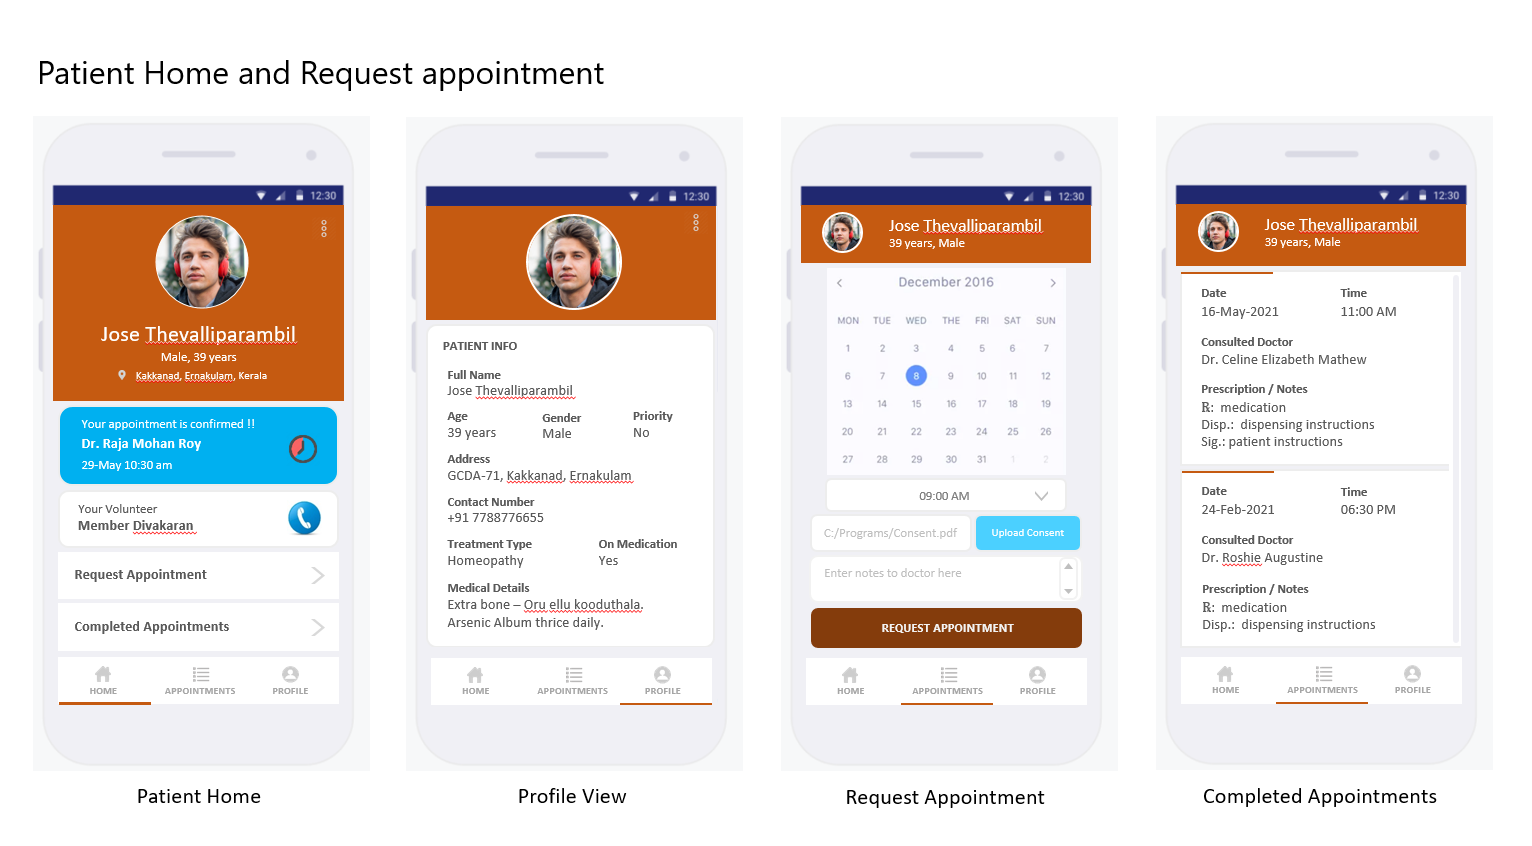 Patient Home and Request appointment
12:30
Jose Thevalliparambil
Male, 39 years
Kakkanad, Ernakulam, Kerala
Your appointment is confirmed !!
Dr. Raja Mohan Roy
29-May 10:30 am
Your Volunteer
Member Divakaran
Request Appointment
Completed Appointments
HOME APPOINTMENTS PROFILE
Patient Home
12:30
PATIENT INFO
Full Name
Jose Thevalliparambil
Age Gender Priority
39 years Male No
Address
GCDA-71, Kakkanad, Ernakulam
Contact Number
+91 7788776655
Treatment Type On Medication
Homeopathy Yes
Medical Details
Extra bone – Oru ellu kooduthala.
Arsenic Album thrice daily.
HOME APPOINTMENTS PROFILE
Profile View
12:30
Jose Thevalliparambil
39 years, Male
December 2016
MON TUE WED THE FRI SAT SUN
1 2 3 4 5 6 7
6 7 8 9 10 11 12
13 14 15 16 17 18 19
20 21 22 23 24 25 26
27 28 29 30 31 1 2
09:00 AM
C:/Programs/Consent.pdf Upload Consent
Enter notes to doctor here
REQUEST APPOINTMENT
HOME APPOINTMENTS PROFILE
Request Appointment
12:30
Jose Thevalliparambil
39 years, Male
Date Time
16-May-2021 11:00 AM
Consulted Doctor
Dr. Celine Elizabeth Mathew
Prescription / Notes
R: medication
Disp.: dispensing instructions
Sig.: patient instructions
Date Time
24-Feb-2021 06:30 PM
Consulted Doctor
Dr. Roshie Augustine
Prescription / Notes
R: medication
Disp.: dispensing instructions
HOME APPOINTMENTS PROFILE
Completed Appointments